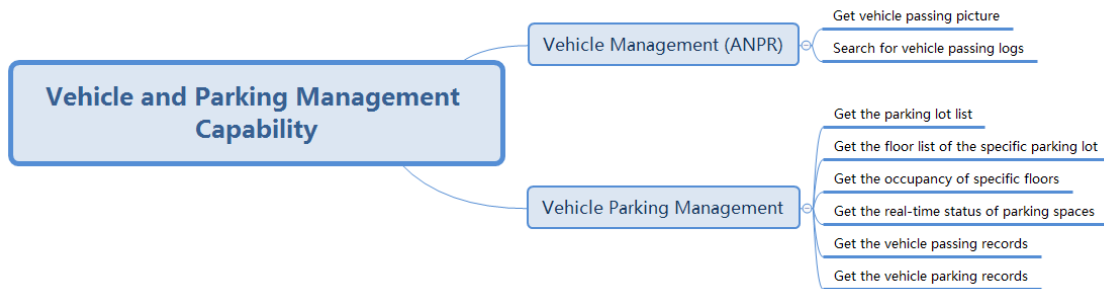 Vehicle and Parking Management
Capability
Vehicle Management (ANPR)
Get vehicle passing picture
Search for vehicle passing logs
Vehicle Parking Management
Get the parking lot list
Get the floor list of the specific parking lot
Get the occupancy of specific floors
Get the real-time status of parking spaces
Get the vehicle passing records
Get the vehicle parking records